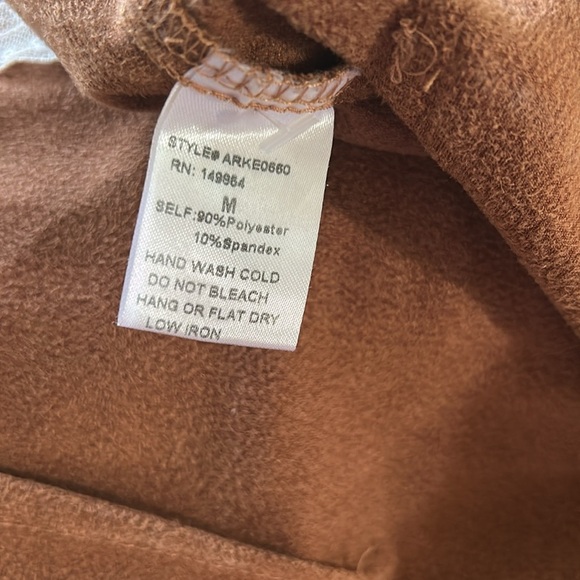 STYLE# ARKE0660
RN: 149864
M
SELF:90%Polyester
10%Spandex
HAND WASH COLD
DO NOT BLEACH
HANG OR FLAT DRY
LOW IRON